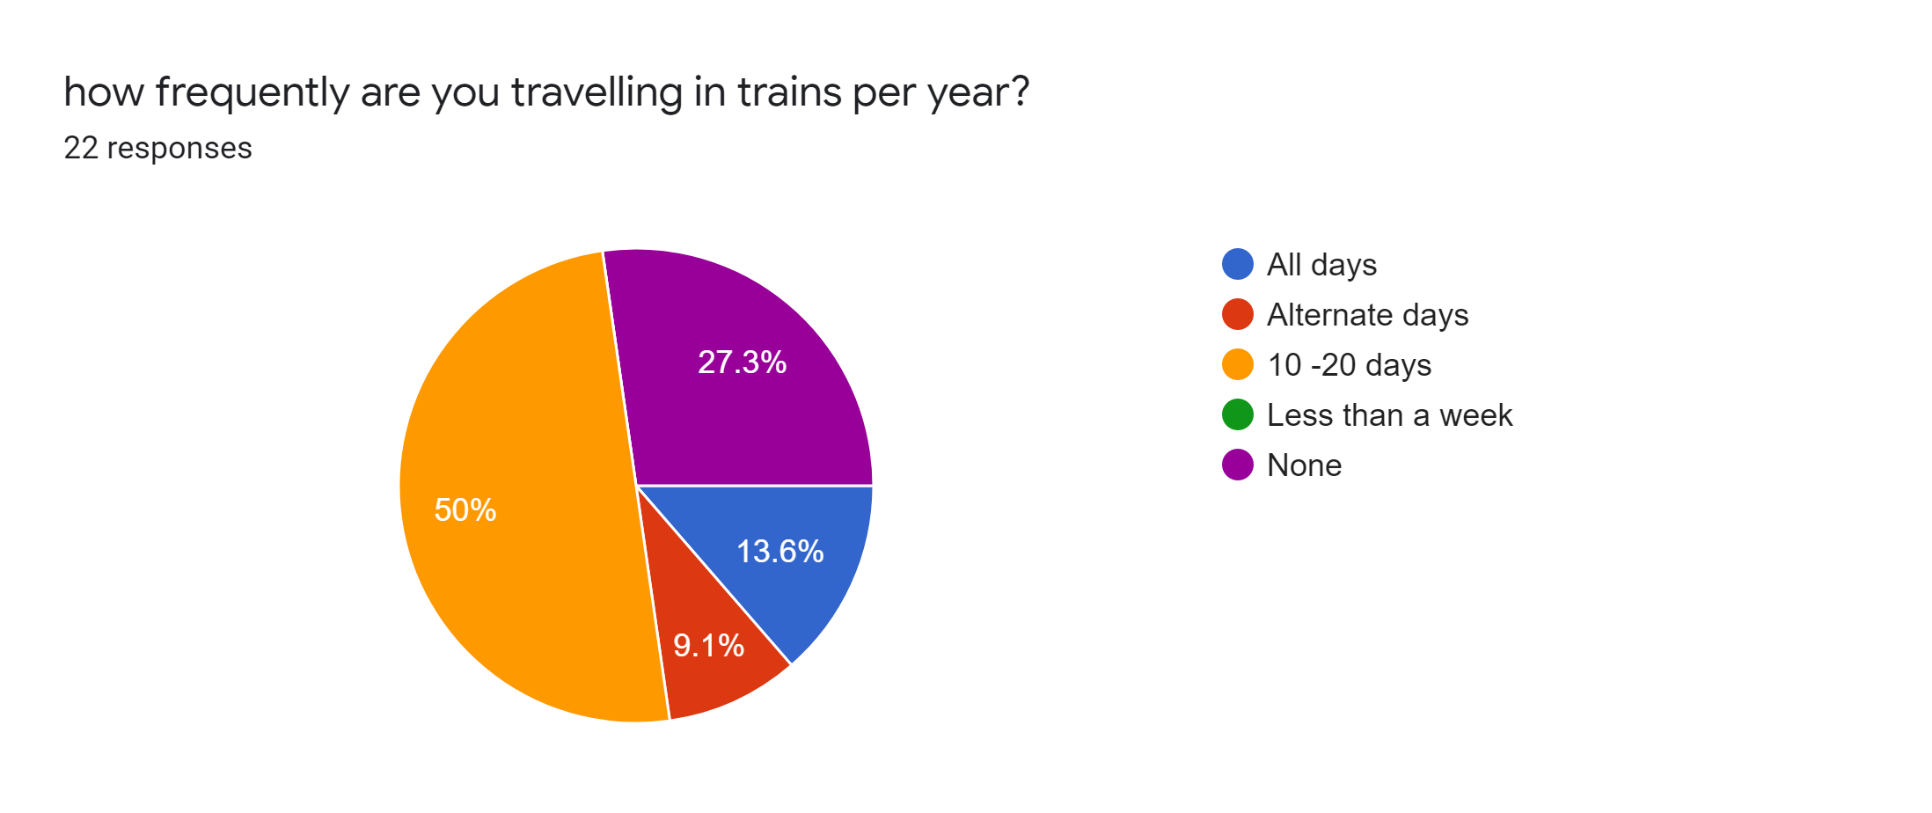 how frequently are you travelling in trains per year?
22 responses
27.3%
50%
13.6%
9.1%
All days
Alternate days
10 -20 days
Less than a week
None